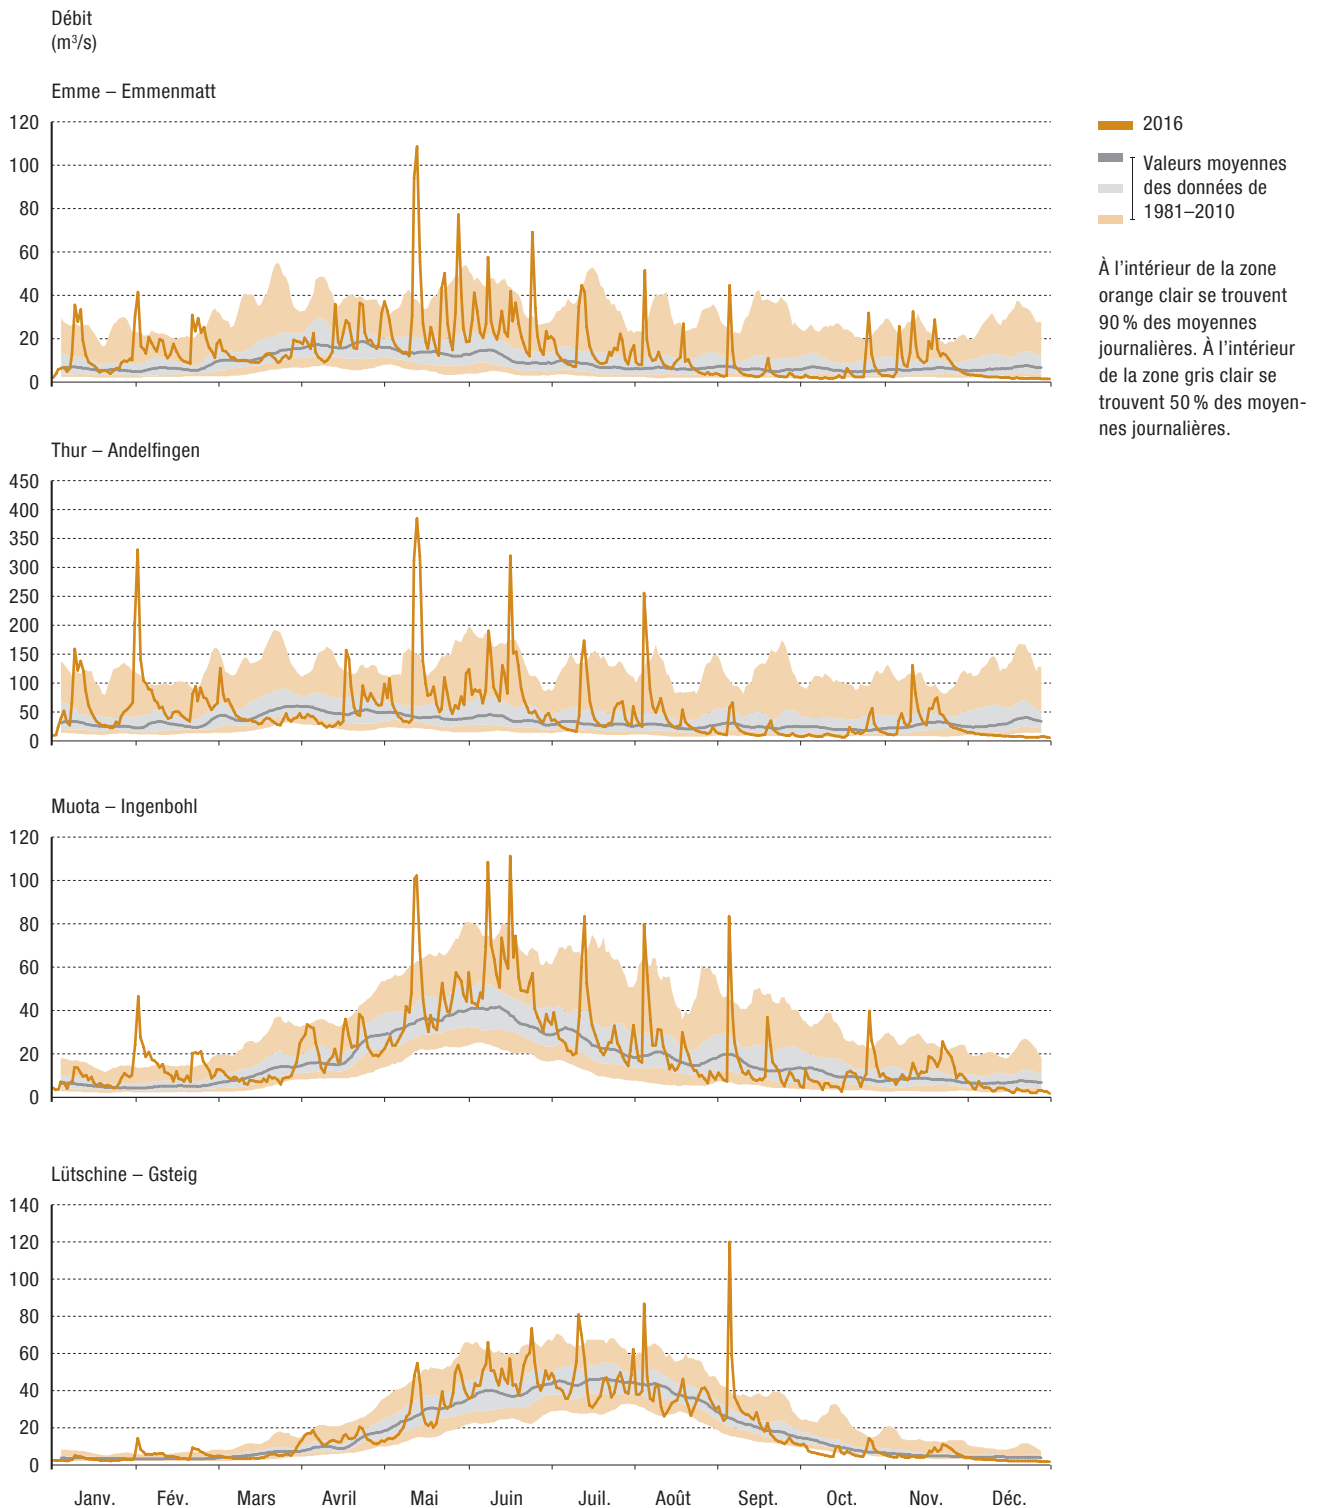 Débit
(m³/s)
Emme – Emmenmatt
120
100
80
60
40
20
0
2016
Valeurs moyennes
des données de
1981–2010
À l'intérieur de la zone
orange clair se trouvent
90 % des moyennes
journalières. À l'intérieur
de la zone gris clair se
trouvent 50 % des moyen-
nes journalières.
Thur – Andelfingen
450
400
350
300
250
200
150
100
50
0
Muota – Ingenbohl
120
100
80
60
40
20
0
Lütschine – Gsteig
140
120
100
80
60
40
20
0
Janv. Fév. Mars Avril Mai Juin Juil. Août Sept. Oct. Nov. Déc.